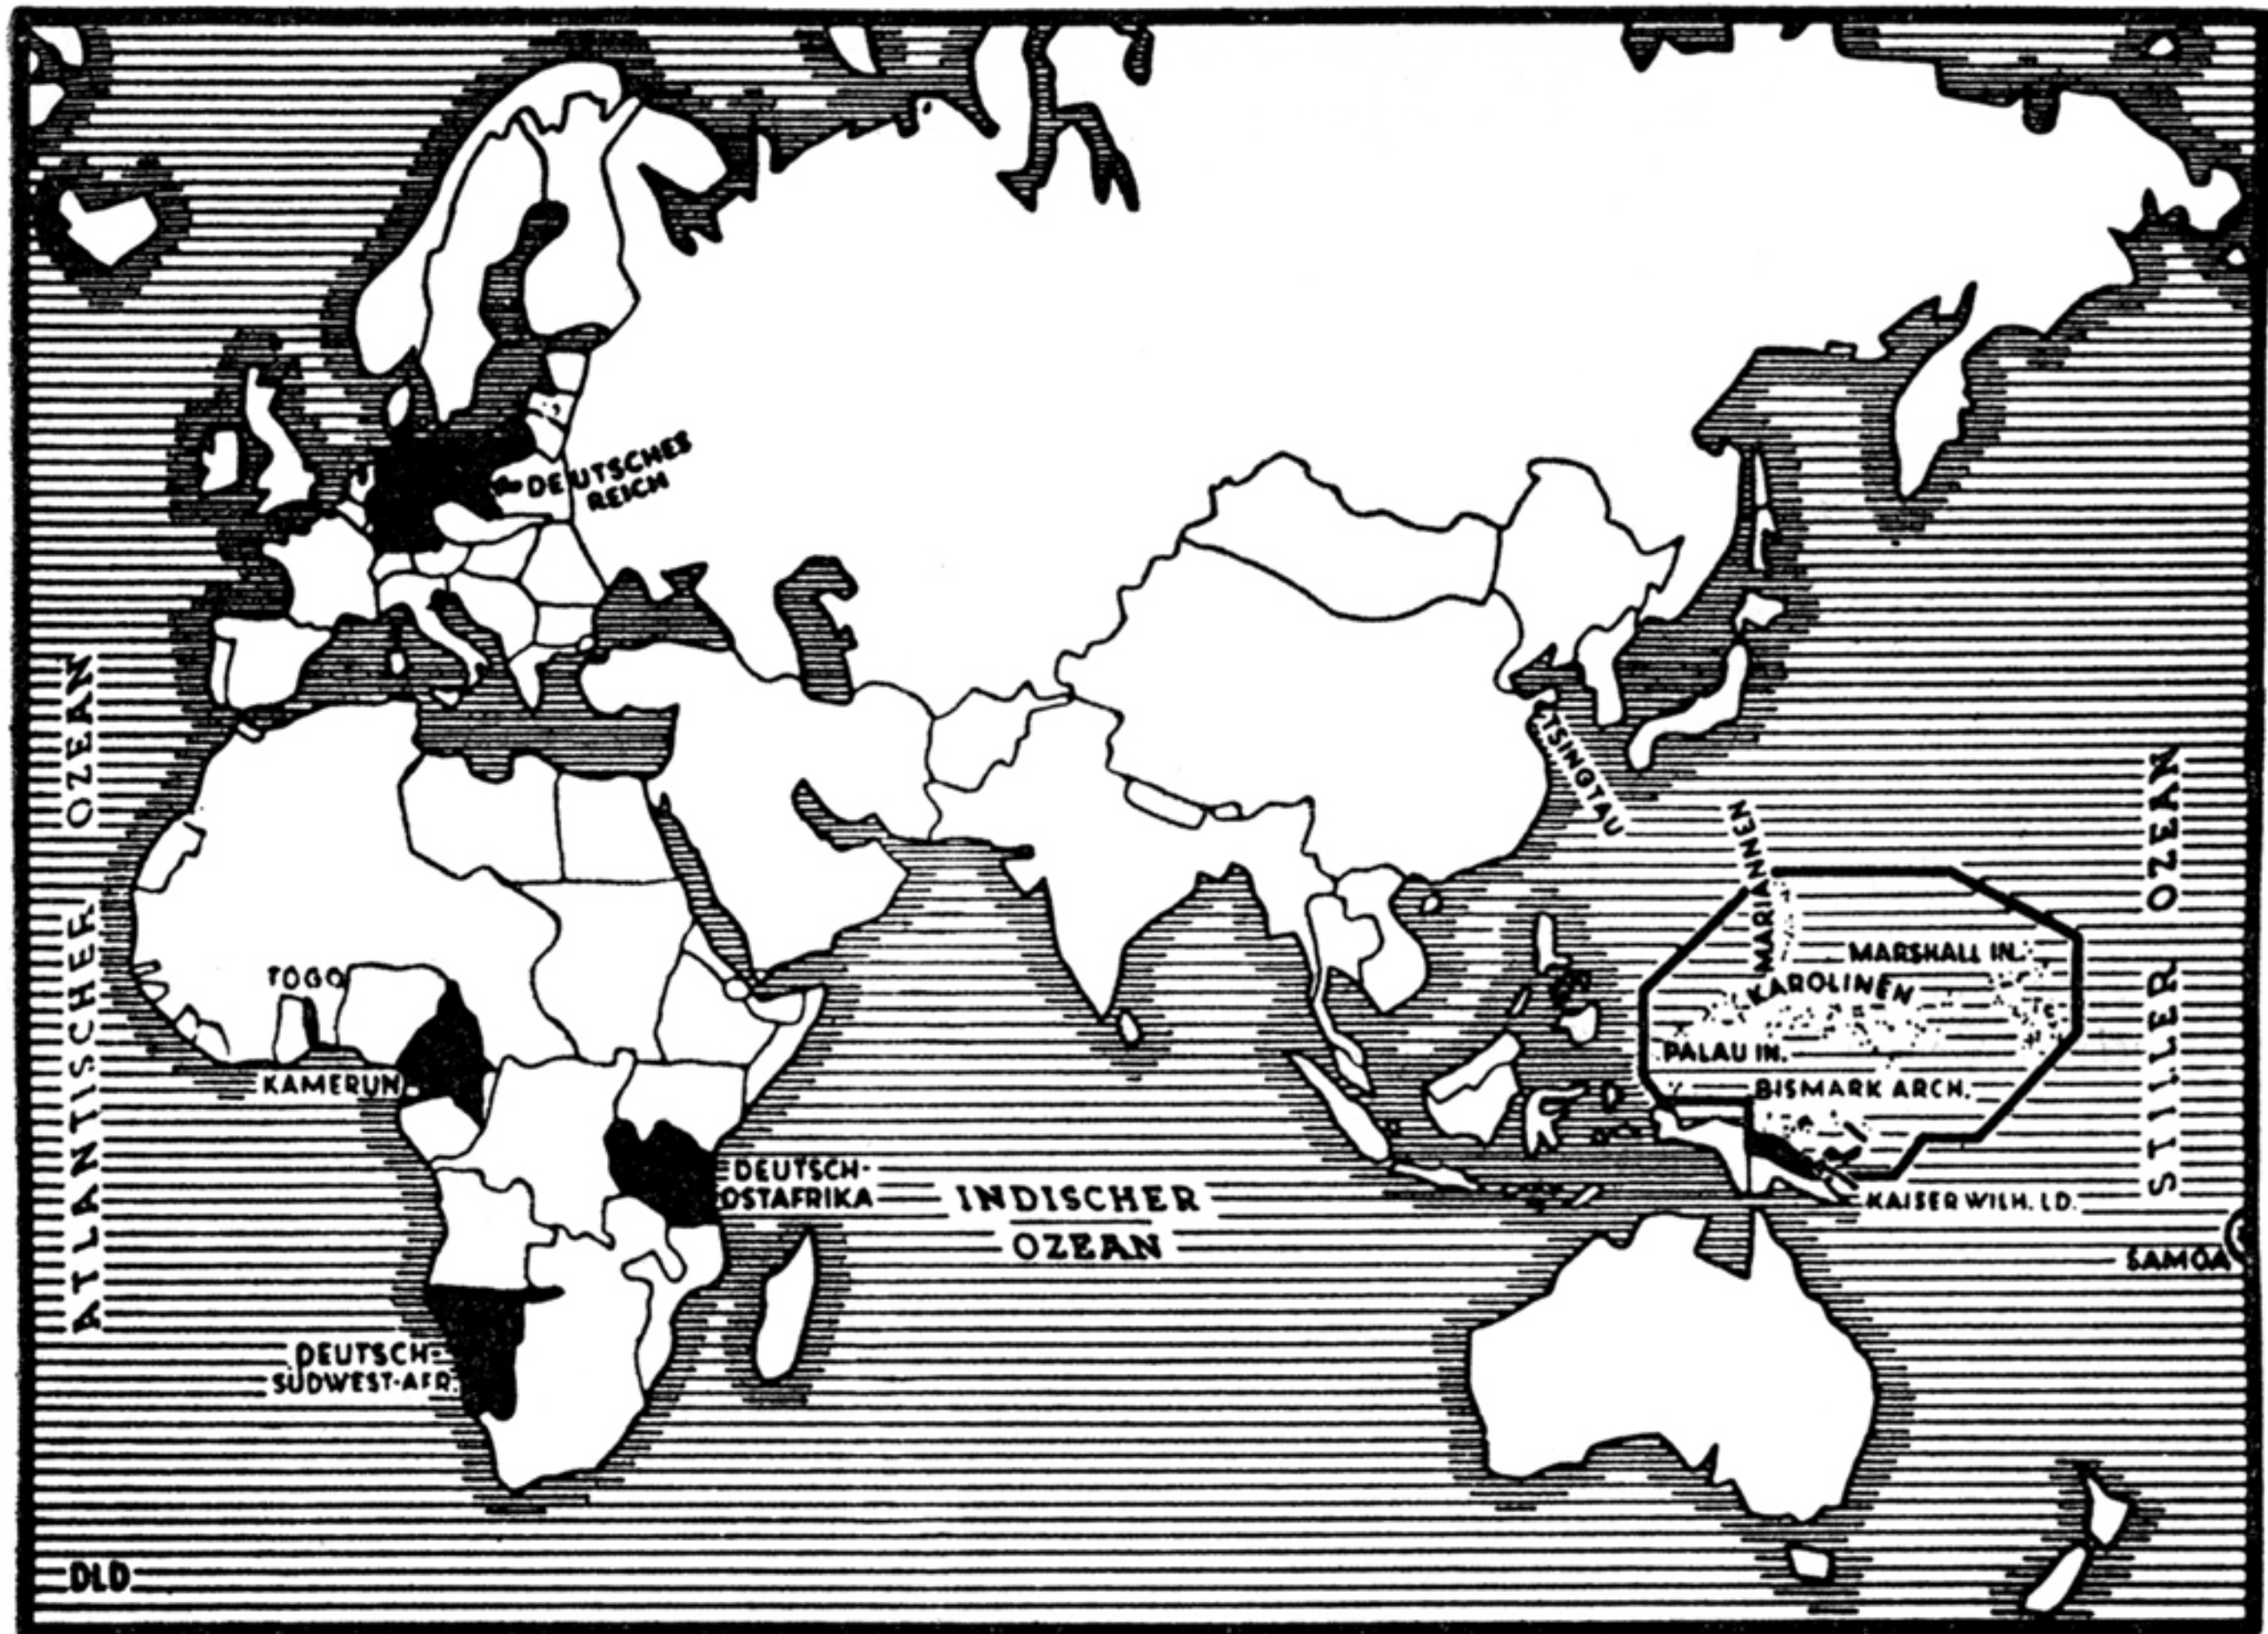 DEUTSCHES
REICH
ATLANTISCHER OZEAN
TSINGTAU
MARIANNEN
STILLER OZEAN
MARSHALL IN.
KAROLINEN
TOGO
PALAU IN.
KAMERUN
BISMARK ARCH.
DEUTSCH-
OSTAFRIKA
INDISCHER
OZEAN
KAISER WILH. LD.
SAMOA
DEUTSCH-
SÜDWEST-AFR.
DLD